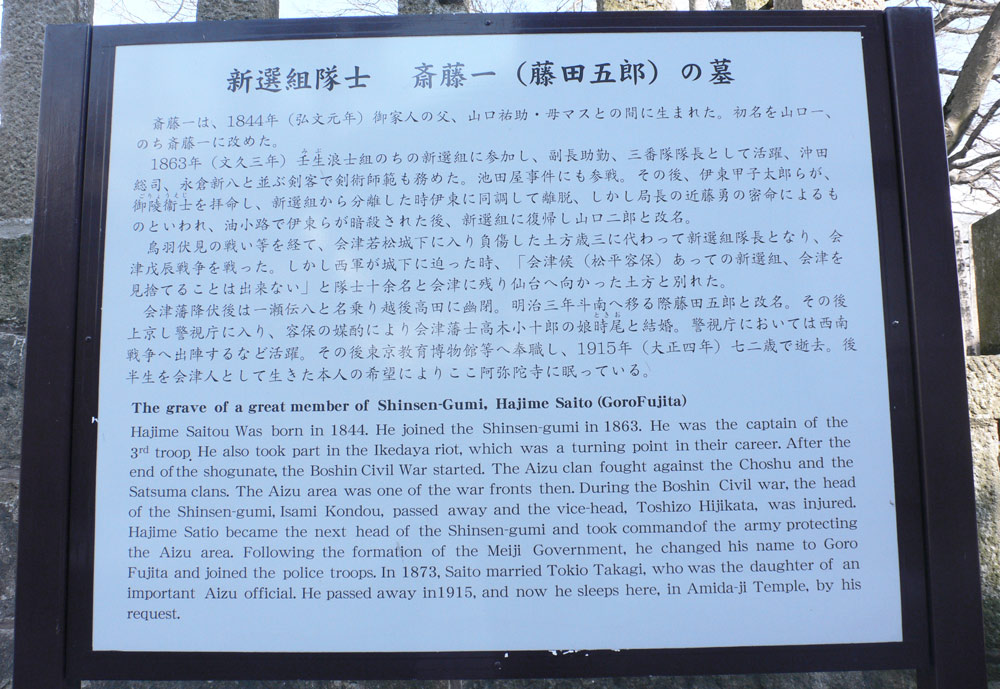 新選組隊士 斎藤一（藤田五郎）の墓
斎藤一は、1844年（弘文元年）御家人の父、山口祐助・母マスとの間に生まれた。初名を山口一、
のち斎藤一に改めた。
1863年（文久三年）壬生浪士組のちの新選組に参加し、副長助勤、三番隊隊長として活躍、沖田
総司、永倉新八と並ぶ剣客で剣術師範も務めた。池田屋事件にも参戦。その後、伊東甲子太郎らが、
御陵衛士を拝命し、新選組から分離した時伊東に同調して離脱、しかし局長の近藤勇の密命によるも
のといわれ、油小路で伊東らが暗殺された後、新選組に復帰し山口二郎と改名。
鳥羽伏見の戦い等を経て、会津若松城下に入り負傷した土方歳三に代わって新選組隊長となり、会
津戊辰戦争を戦った。しかし西軍が城下に迫った時、「会津候（松平容保）あっての新選組、会津を
見捨てることは出来ない」と隊士十余名と会津に残り仙台へ向かった土方と別れた。
会津藩降伏後は一瀬伝八と名乗り越後高田に幽閉。明治三年斗南へ移る際藤田五郎と改名。その後
上京し警視庁に入り、容保の媒酌により会津藩士高木小十郎の娘時尾と結婚。警視庁においては西南
戦争へ出陣するなど活躍。その後東京教育博物館等へ奉職し、1915年（大正四年）七二歳で逝去。後
半生を会津人として生きた本人の希望によりここ阿弥陀寺に眠っている。
The grave of a great member of Shinsen-Gumi, Hajime Saito (GoroFujita)
Hajime Saitou Was born in 1844. He joined the Shinsen-gumi in 1863. He was the captain of the
3rd troop. He also took part in the Ikedaya riot, which was a turning point in their career. After the
end of the shogunate, the Boshin Civil War started. The Aizu clan fought against the Choshu and the
Satsuma clans. The Aizu area was one of the war fronts then. During the Boshin Civil war, the head
of the Shinsen-gumi, Isami Kondou, passed away and the vice-head, Toshizo Hijikata, was injured.
Hajime Satio became the next head of the Shinsen-gumi and took commandof the army protecting
the Aizu area. Following the formation of the Meiji Government, he changed his name to Goro
Fujita and joined the police troops. In 1873, Saito married Tokio Takagi, who was the daughter of an
important Aizu official. He passed away in1915, and now he sleeps here, in Amida-ji Temple, by his
request.